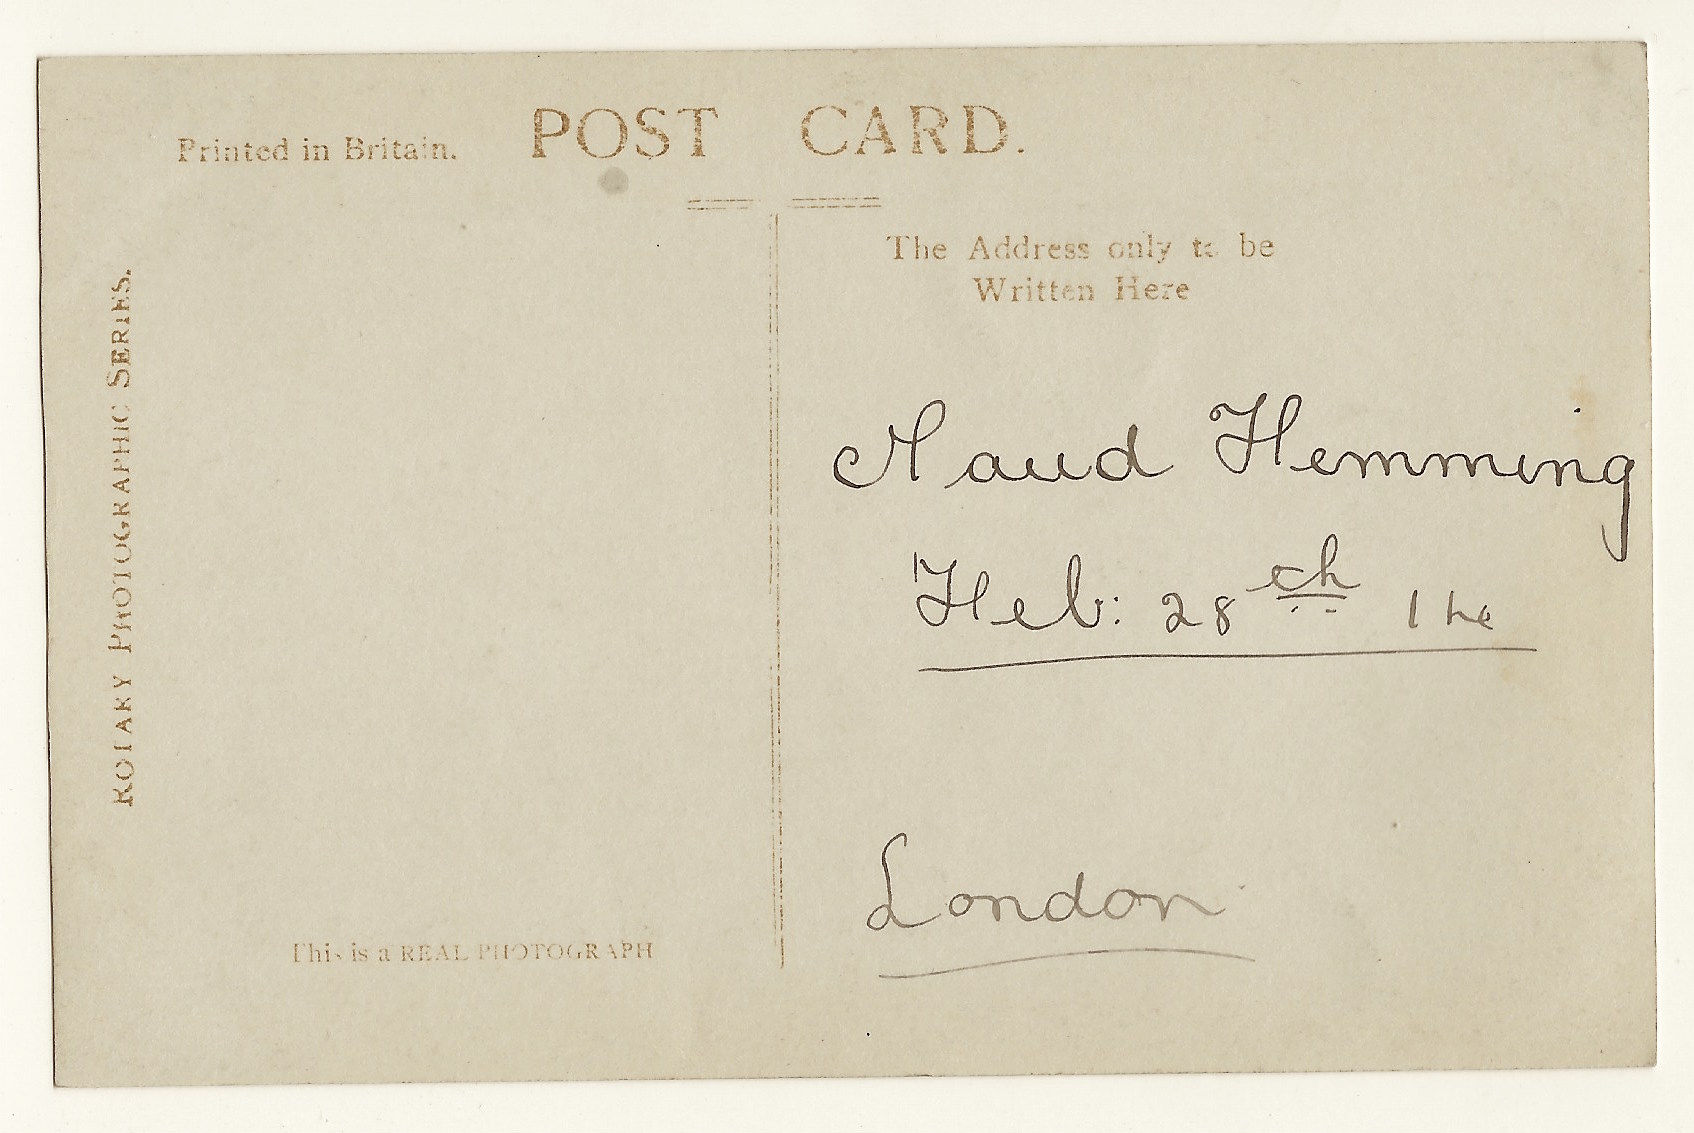 Printed in Britain.
POST CARD.
The Address only to be
Written Here
ROTARY PHOTOGRAPHIC SERIES.
Maud Hemming
Feb: 28th
London
This is a REAL PHOTOGRAPH